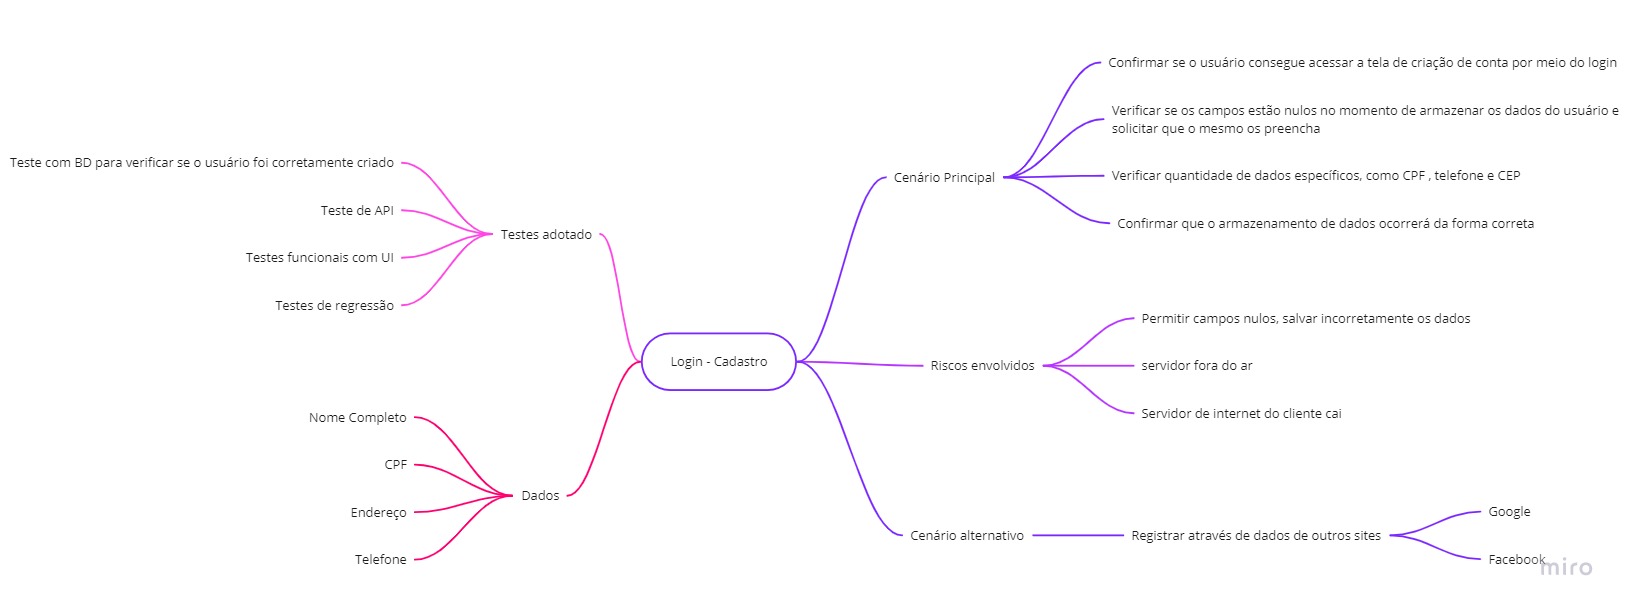 Login - Cadastro
Testes adotado
Teste com BD para verificar se o usuário foi corretamente criado
Teste de API
Testes funcionais com UI
Testes de regressão
Dados
Nome Completo
CPF
Endereço
Telefone
Cenário Principal
Confirmar se o usuário consegue acessar a tela de criação de conta por meio do login
Verificar se os campos estão nulos no momento de armazenar os dados do usuário e
solicitar que o mesmo os preencha
Verificar quantidade de dados específicos, como CPF , telefone e CEP
Confirmar que o armazenamento de dados ocorrerá da forma correta
Riscos envolvidos
Permitir campos nulos, salvar incorretamente os dados
servidor fora do ar
Servidor de internet do cliente cai
Cenário alternativo
Registrar através de dados de outros sites
Google
Facebook
miro